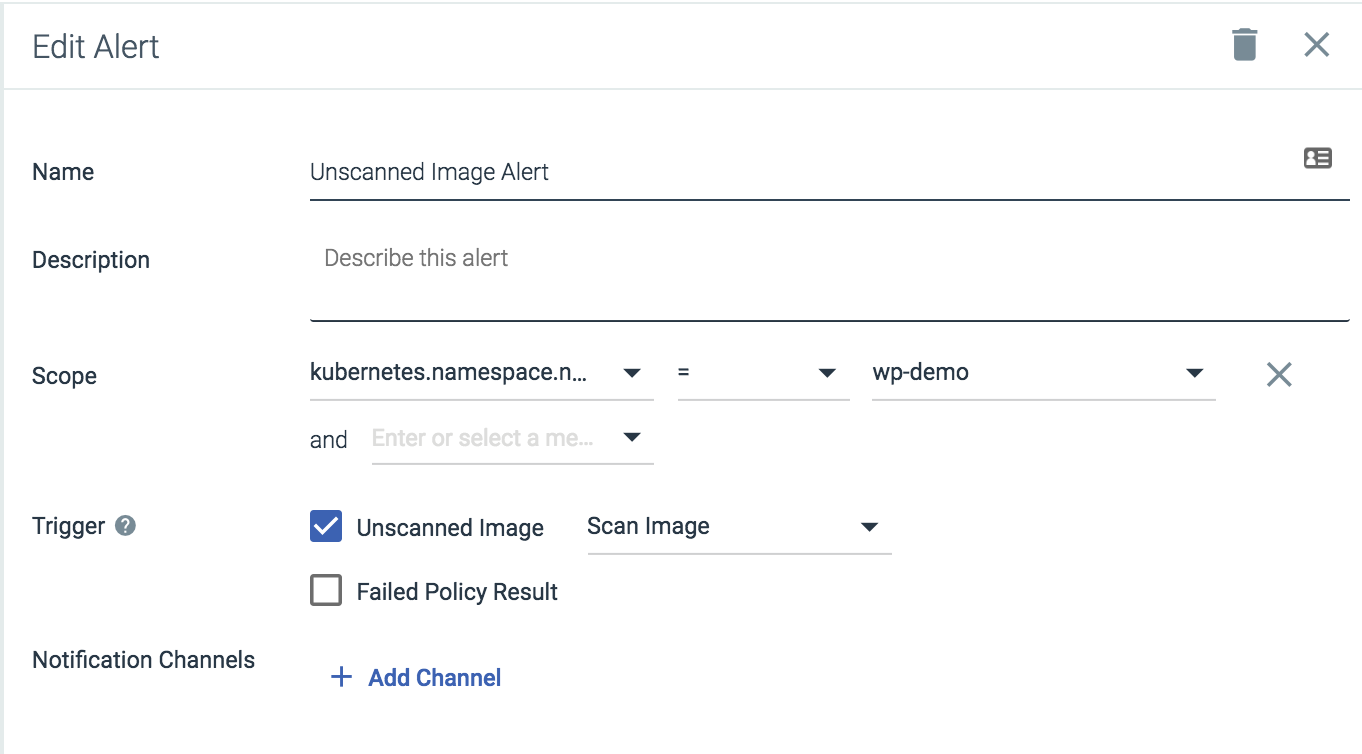 Edit Alert
Name
Unscanned Image Alert
Description
Describe this alert
Scope
kubernetes.namespace.n... = wp-demo
and Enter or select a me...
Trigger ?
Unscanned Image Scan Image
Failed Policy Result
Notification Channels
+ Add Channel